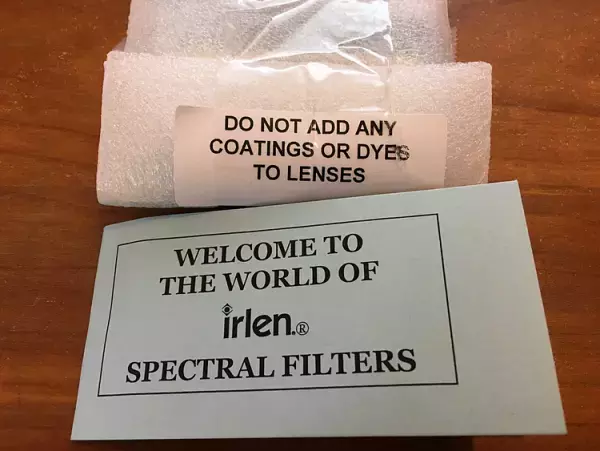 DO NOT ADD ANY
COATINGS OR DYES
TO LENSES
WELCOME TO
THE WORLD OF
irlen.®
SPECTRAL FILTERS